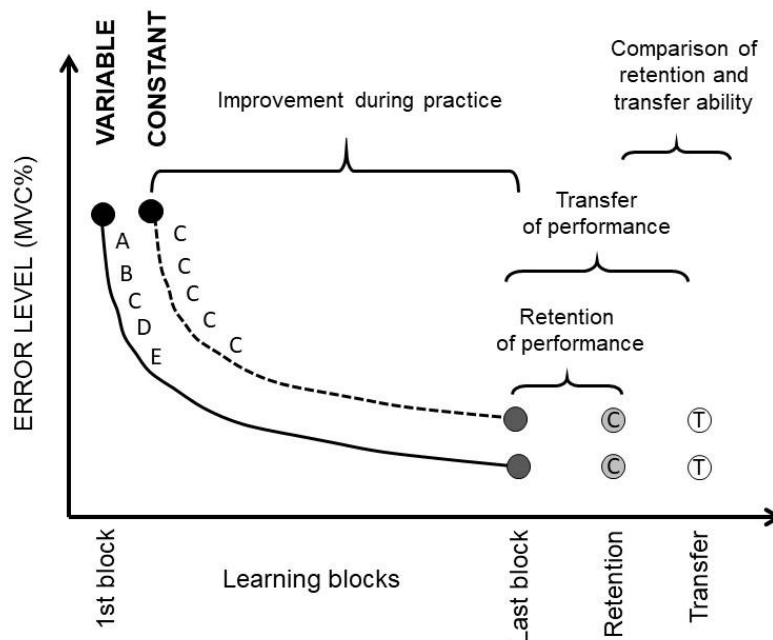 VARIABLE
CONSTANT
Improvement during practice
Comparison of
retention and
transfer ability
Transfer
of performance
Retention
of performance
ERROR LEVEL (MVC%)
A
B
C
D
E
C
C
C
C
C
C
T
C
T
1st block
Learning blocks
Last block
Retention
Transfer